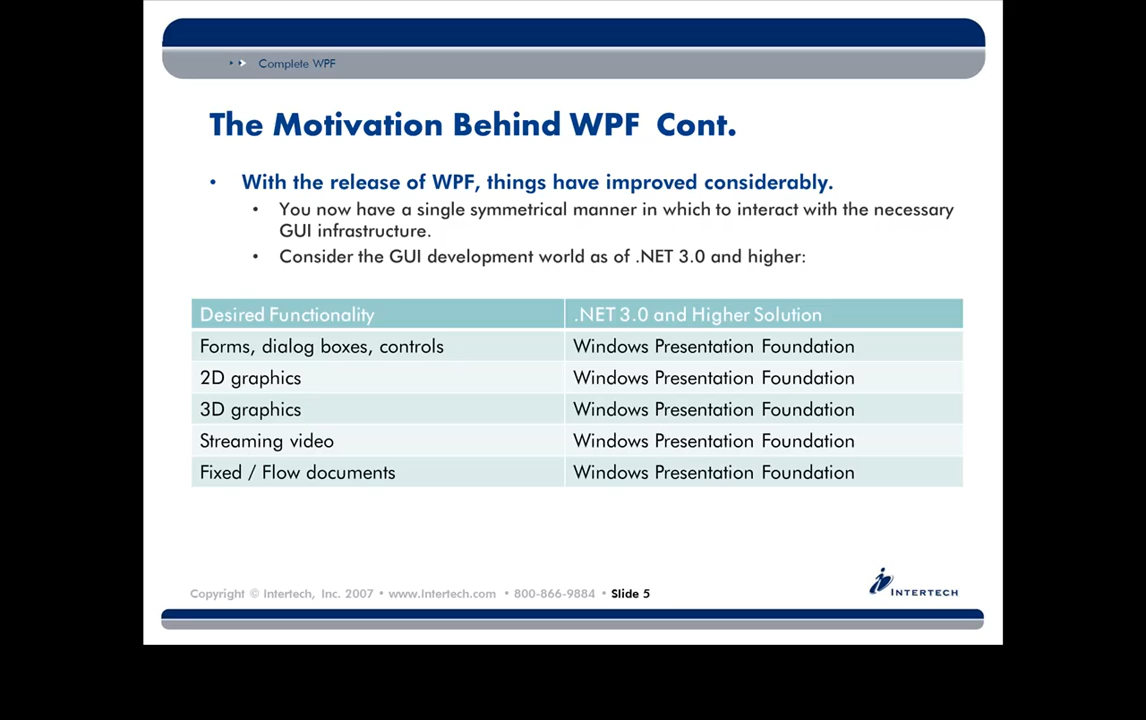 Complete WPF
The Motivation Behind WPF Cont.
• With the release of WPF, things have improved considerably.
• You now have a single symmetrical manner in which to interact with the necessary
GUI infrastructure.
• Consider the GUI development world as of .NET 3.0 and higher:
Desired Functionality .NET 3.0 and Higher Solution
Forms, dialog boxes, controls Windows Presentation Foundation
2D graphics Windows Presentation Foundation
3D graphics Windows Presentation Foundation
Streaming video Windows Presentation Foundation
Fixed / Flow documents Windows Presentation Foundation
Copyright © Intertech, Inc. 2007 • www.Intertech.com • 800-866-9884 • Slide 5
INTERTECH